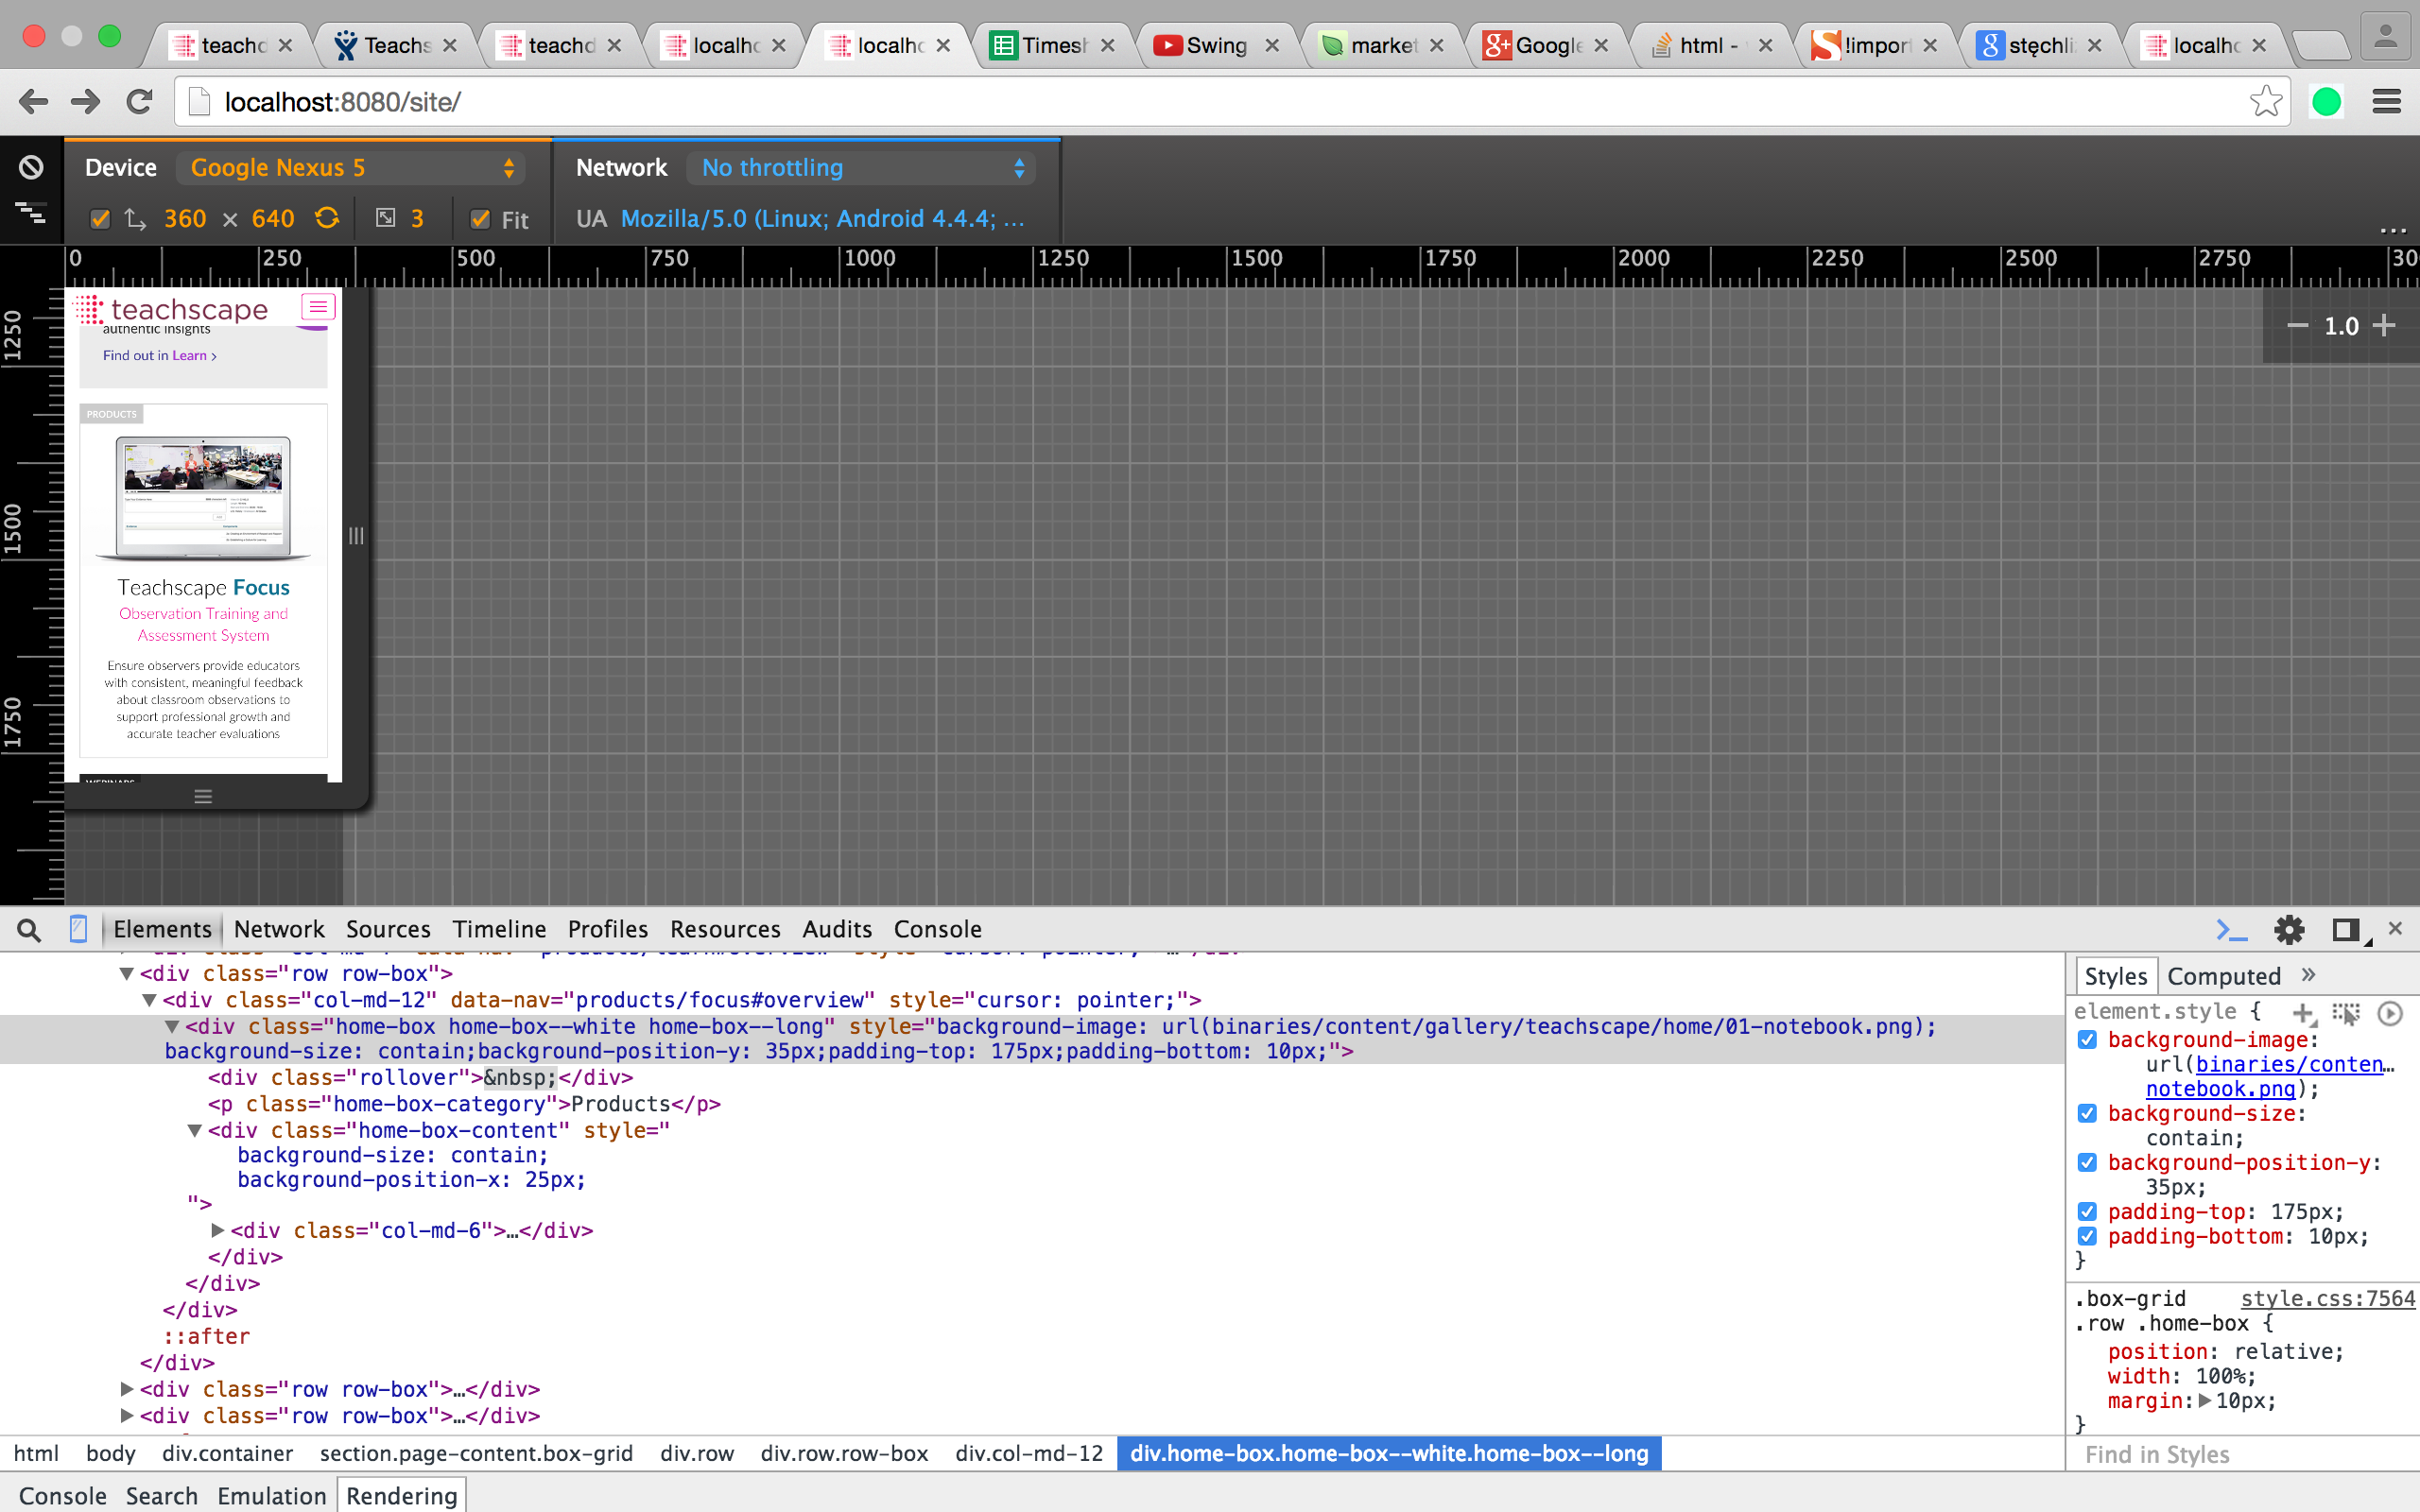 teachd
Teachs
teachd
localho
localho
Timesh
Swing
market
Google
html -
!import
stęchli
localho
localhost:8080/site/
Device Google Nexus 5
Network No throttling
360 × 640 3 Fit
UA Mozilla/5.0 (Linux; Android 4.4.4; ...
...
0 250 500 750 1000 1250 1500 1750 2000 2250 2500 2750 300
1250
1500
1750
− 1.0 +
teachscape
authentic insights
Find out in Learn >
PRODUCTS
Teachscape Focus
Observation Training and
Assessment System
Ensure observers provide educators
with consistent, meaningful feedback
about classroom observations to
support professional growth and
accurate teacher evaluations
WEBINARS
Elements Network Sources Timeline Profiles Resources Audits Console
<div class="row row-box">
<div class="col-md-12" data-nav="products/focus#overview" style="cursor: pointer;">
<div class="home-box home-box--white home-box--long" style="background-image: url(binaries/content/gallery/teachscape/home/01-notebook.png);
background-size: contain;background-position-y: 35px;padding-top: 175px;padding-bottom: 10px;">
<div class="rollover">&nbsp;</div>
<p class="home-box-category">Products</p>
<div class="home-box-content" style="
background-size: contain;
background-position-x: 25px;
">
<div class="col-md-6">…</div>
</div>
</div>
</div>
::after
</div>
<div class="row row-box">…</div>
<div class="row row-box">…</div>
Styles Computed »
element.style {
background-image:
url(binaries/conten…
notebook.png);
background-size:
contain;
background-position-y:
35px;
padding-top: 175px;
padding-bottom: 10px;
}
.box-grid style.css:7564
.row .home-box {
position: relative;
width: 100%;
margin: 10px;
}
Find in Styles
html body div.container section.page-content.box-grid div.row div.row.row-box div.col-md-12 div.home-box.home-box--white.home-box--long
Console Search Emulation Rendering